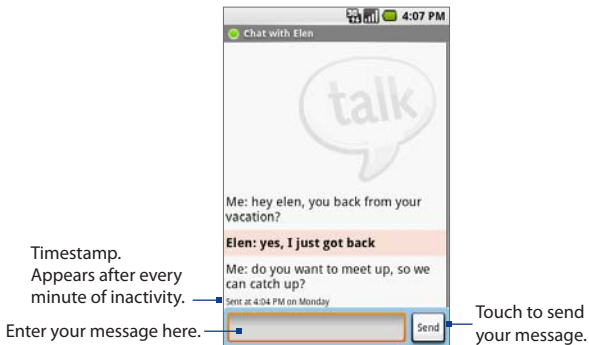 3G
4:07 PM
Chat with Elen
talk
Me: hey elen, you back from your
vacation?
Elen: yes, I just got back
Me: do you want to meet up, so we
can catch up?
Sent at 4:04 PM on Monday
Send
Timestamp.
Appears after every
minute of inactivity.
Enter your message here.
Touch to send
your message.